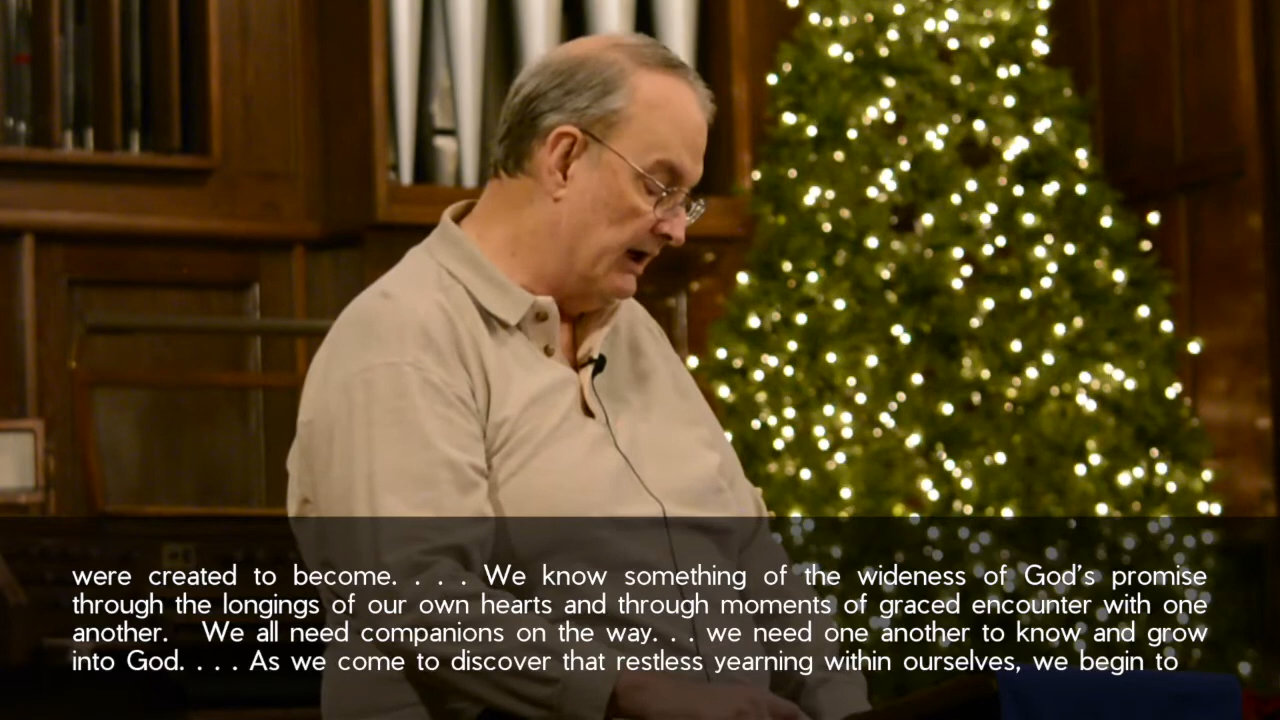 were created to become. . . . We know something of the wideness of God's promise
through the longings of our own hearts and through moments of graced encounter with one
another. We all need companions on the way. . . we need one another to know and grow
into God. . . . As we come to discover that restless yearning within ourselves, we begin to